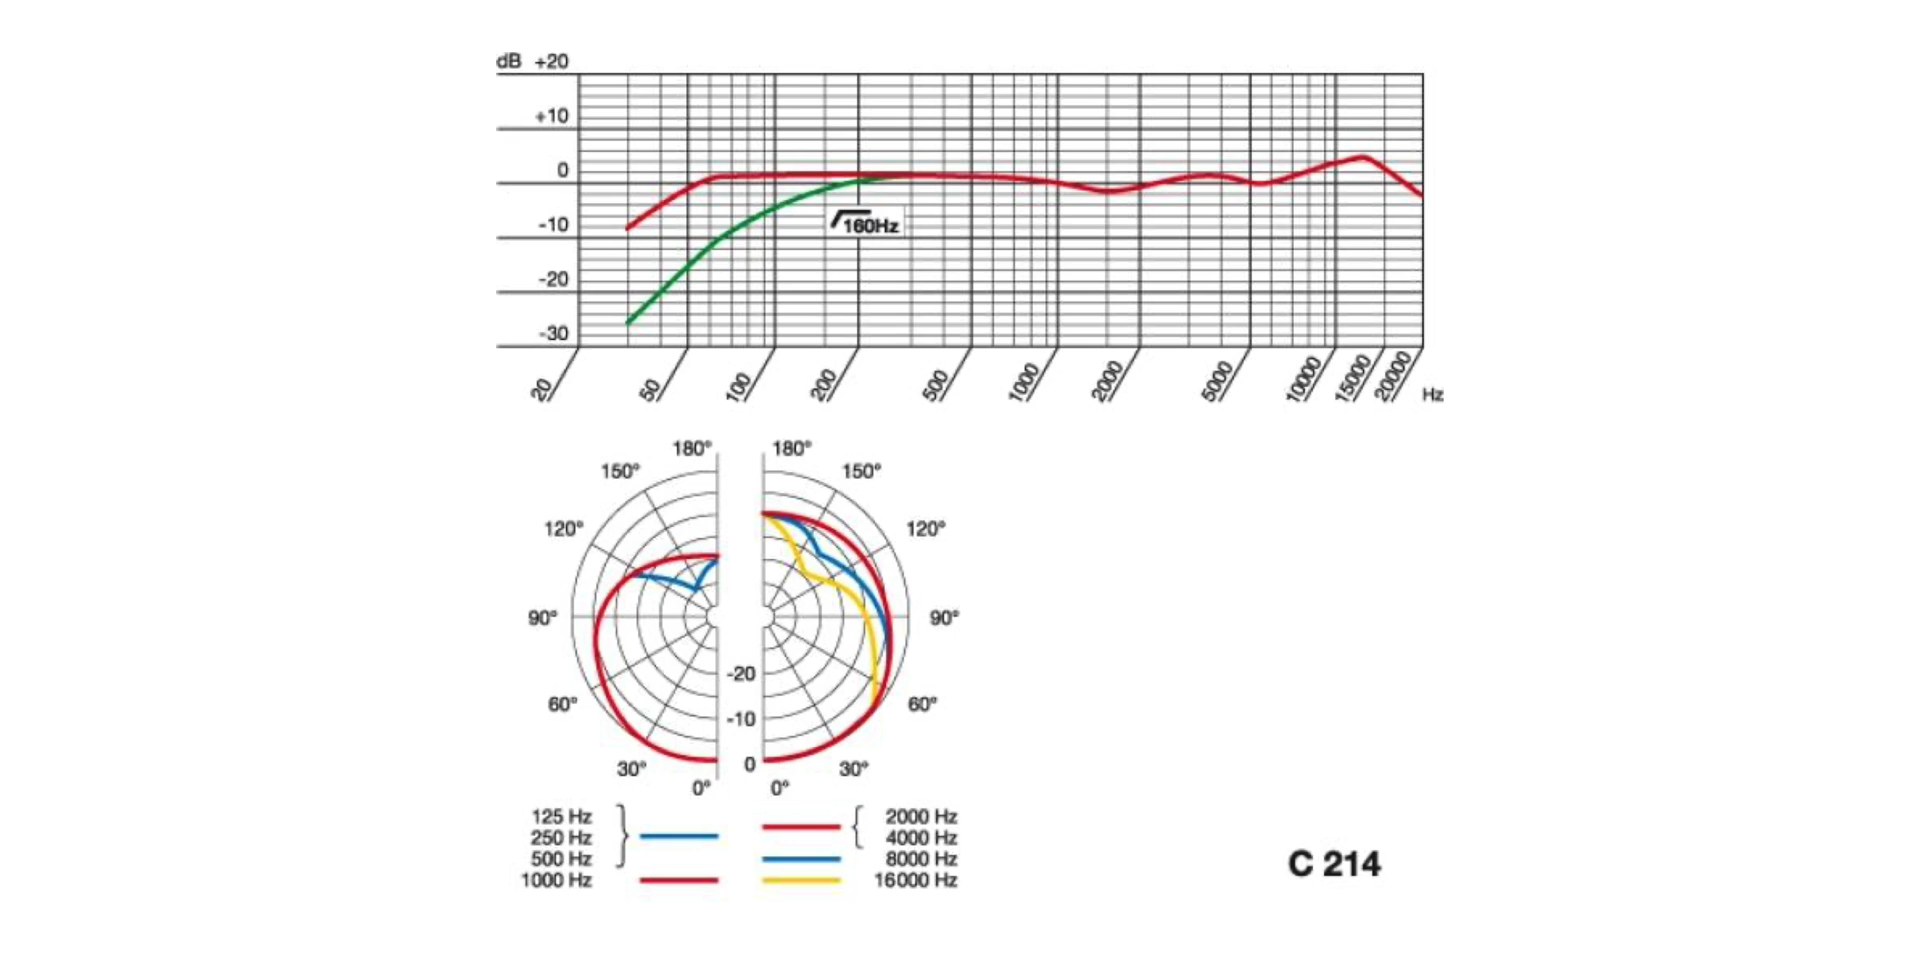 dB +20
+10
0
-10
-20
-30
160Hz
20 50 100 200 500 1000 2000 5000 10000 15000 20000 Hz
180° 180°
150° 150°
120° 120°
90° 90°
60° 60°
30° 30°
0° 0°
-20
-10
0
125 Hz 2000 Hz
250 Hz 4000 Hz
500 Hz 8000 Hz
1000 Hz 16000 Hz
C 214